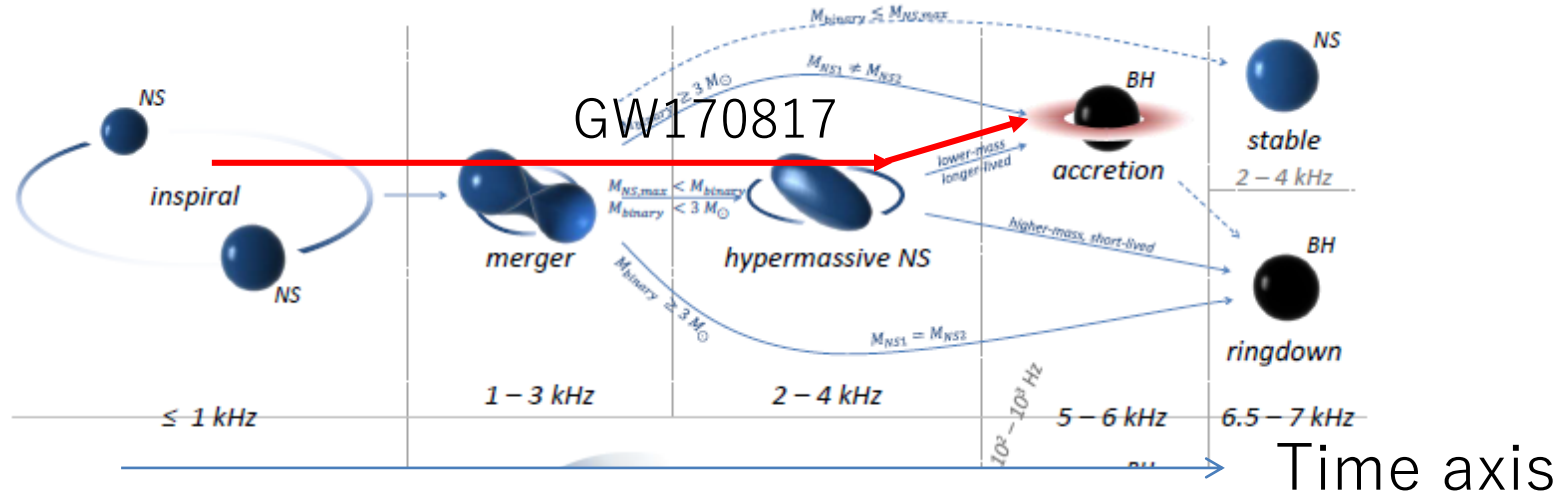 M_binary ≲ M_NS,max
NS
M_NS1 ≠ M_NS2
BH
M_binary ≥ 3 M_⊙
NS
GW170817
stable
lower-mass
longer-lived
accretion
2 – 4 kHz
inspiral
M_NS,max < M_binary
M_binary < 3 M_⊙
merger
hypermassive NS
higher-mass, short-lived
BH
NS
M_binary ≥ 3 M_⊙
M_NS1 = M_NS2
ringdown
≤ 1 kHz
1 – 3 kHz
2 – 4 kHz
10² – 10³ Hz
5 – 6 kHz
6.5 – 7 kHz
Time axis